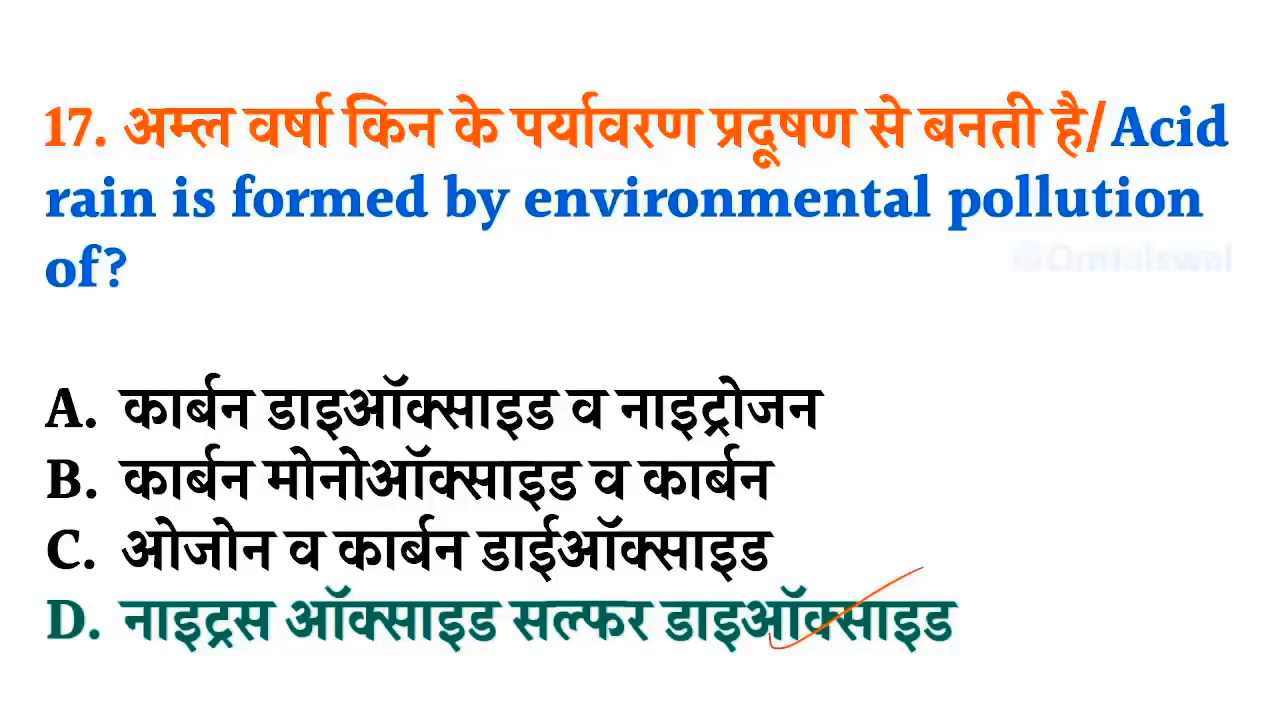 17. अम्ल वर्षा किन के पर्यावरण प्रदूषण से बनती है/Acid
rain is formed by environmental pollution
of?
@OmJaiswal
A. कार्बन डाइऑक्साइड व नाइट्रोजन
B. कार्बन मोनोऑक्साइड व कार्बन
C. ओजोन व कार्बन डाईऑक्साइड
D. नाइट्रस ऑक्साइड सल्फर डाइऑक्साइड